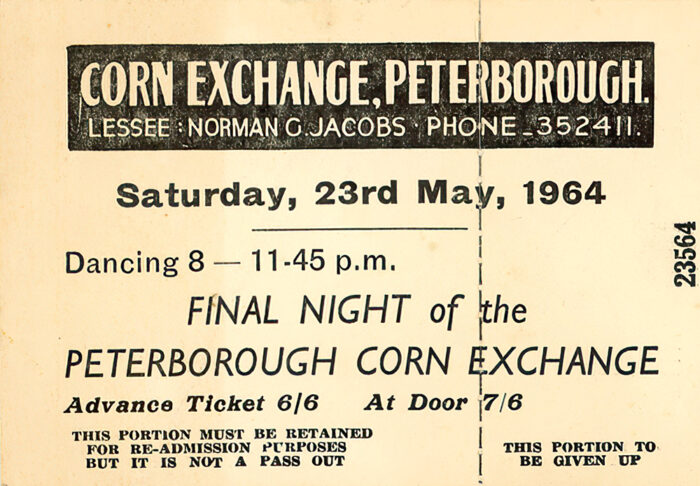 CORN EXCHANGE, PETERBOROUGH.
LESSEE : NORMAN G. JACOBS · PHONE - 352411.
Saturday, 23rd May, 1964
Dancing 8 — 11-45 p.m.
FINAL NIGHT of the
PETERBOROUGH CORN EXCHANGE
Advance Ticket 6/6 At Door 7/6
THIS PORTION MUST BE RETAINED
FOR RE-ADMISSION PURPOSES
BUT IT IS NOT A PASS OUT
THIS PORTION TO
BE GIVEN UP
23564